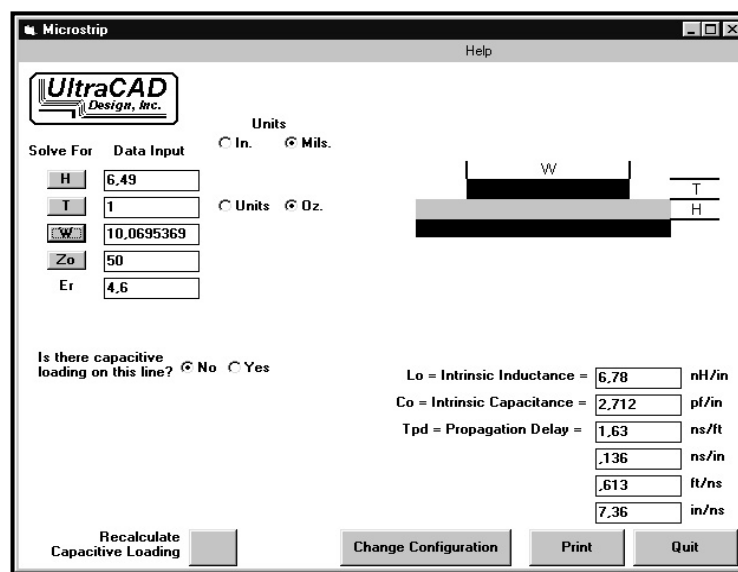 Microstrip
Help
UltraCAD
Design, Inc.
Units
In. Mils.
Solve For Data Input
H 6,49
T 1 Units Oz.
W 10,0695369
Zo 50
Er 4,6
W
T
H
Is there capacitive
loading on this line? No Yes
Lo = Intrinsic Inductance = 6,78 nH/in
Co = Intrinsic Capacitance = 2,712 pf/in
Tpd = Propagation Delay = 1,63 ns/ft
,136 ns/in
,613 ft/ns
7,36 in/ns
Recalculate
Capacitive Loading
Change Configuration Print Quit